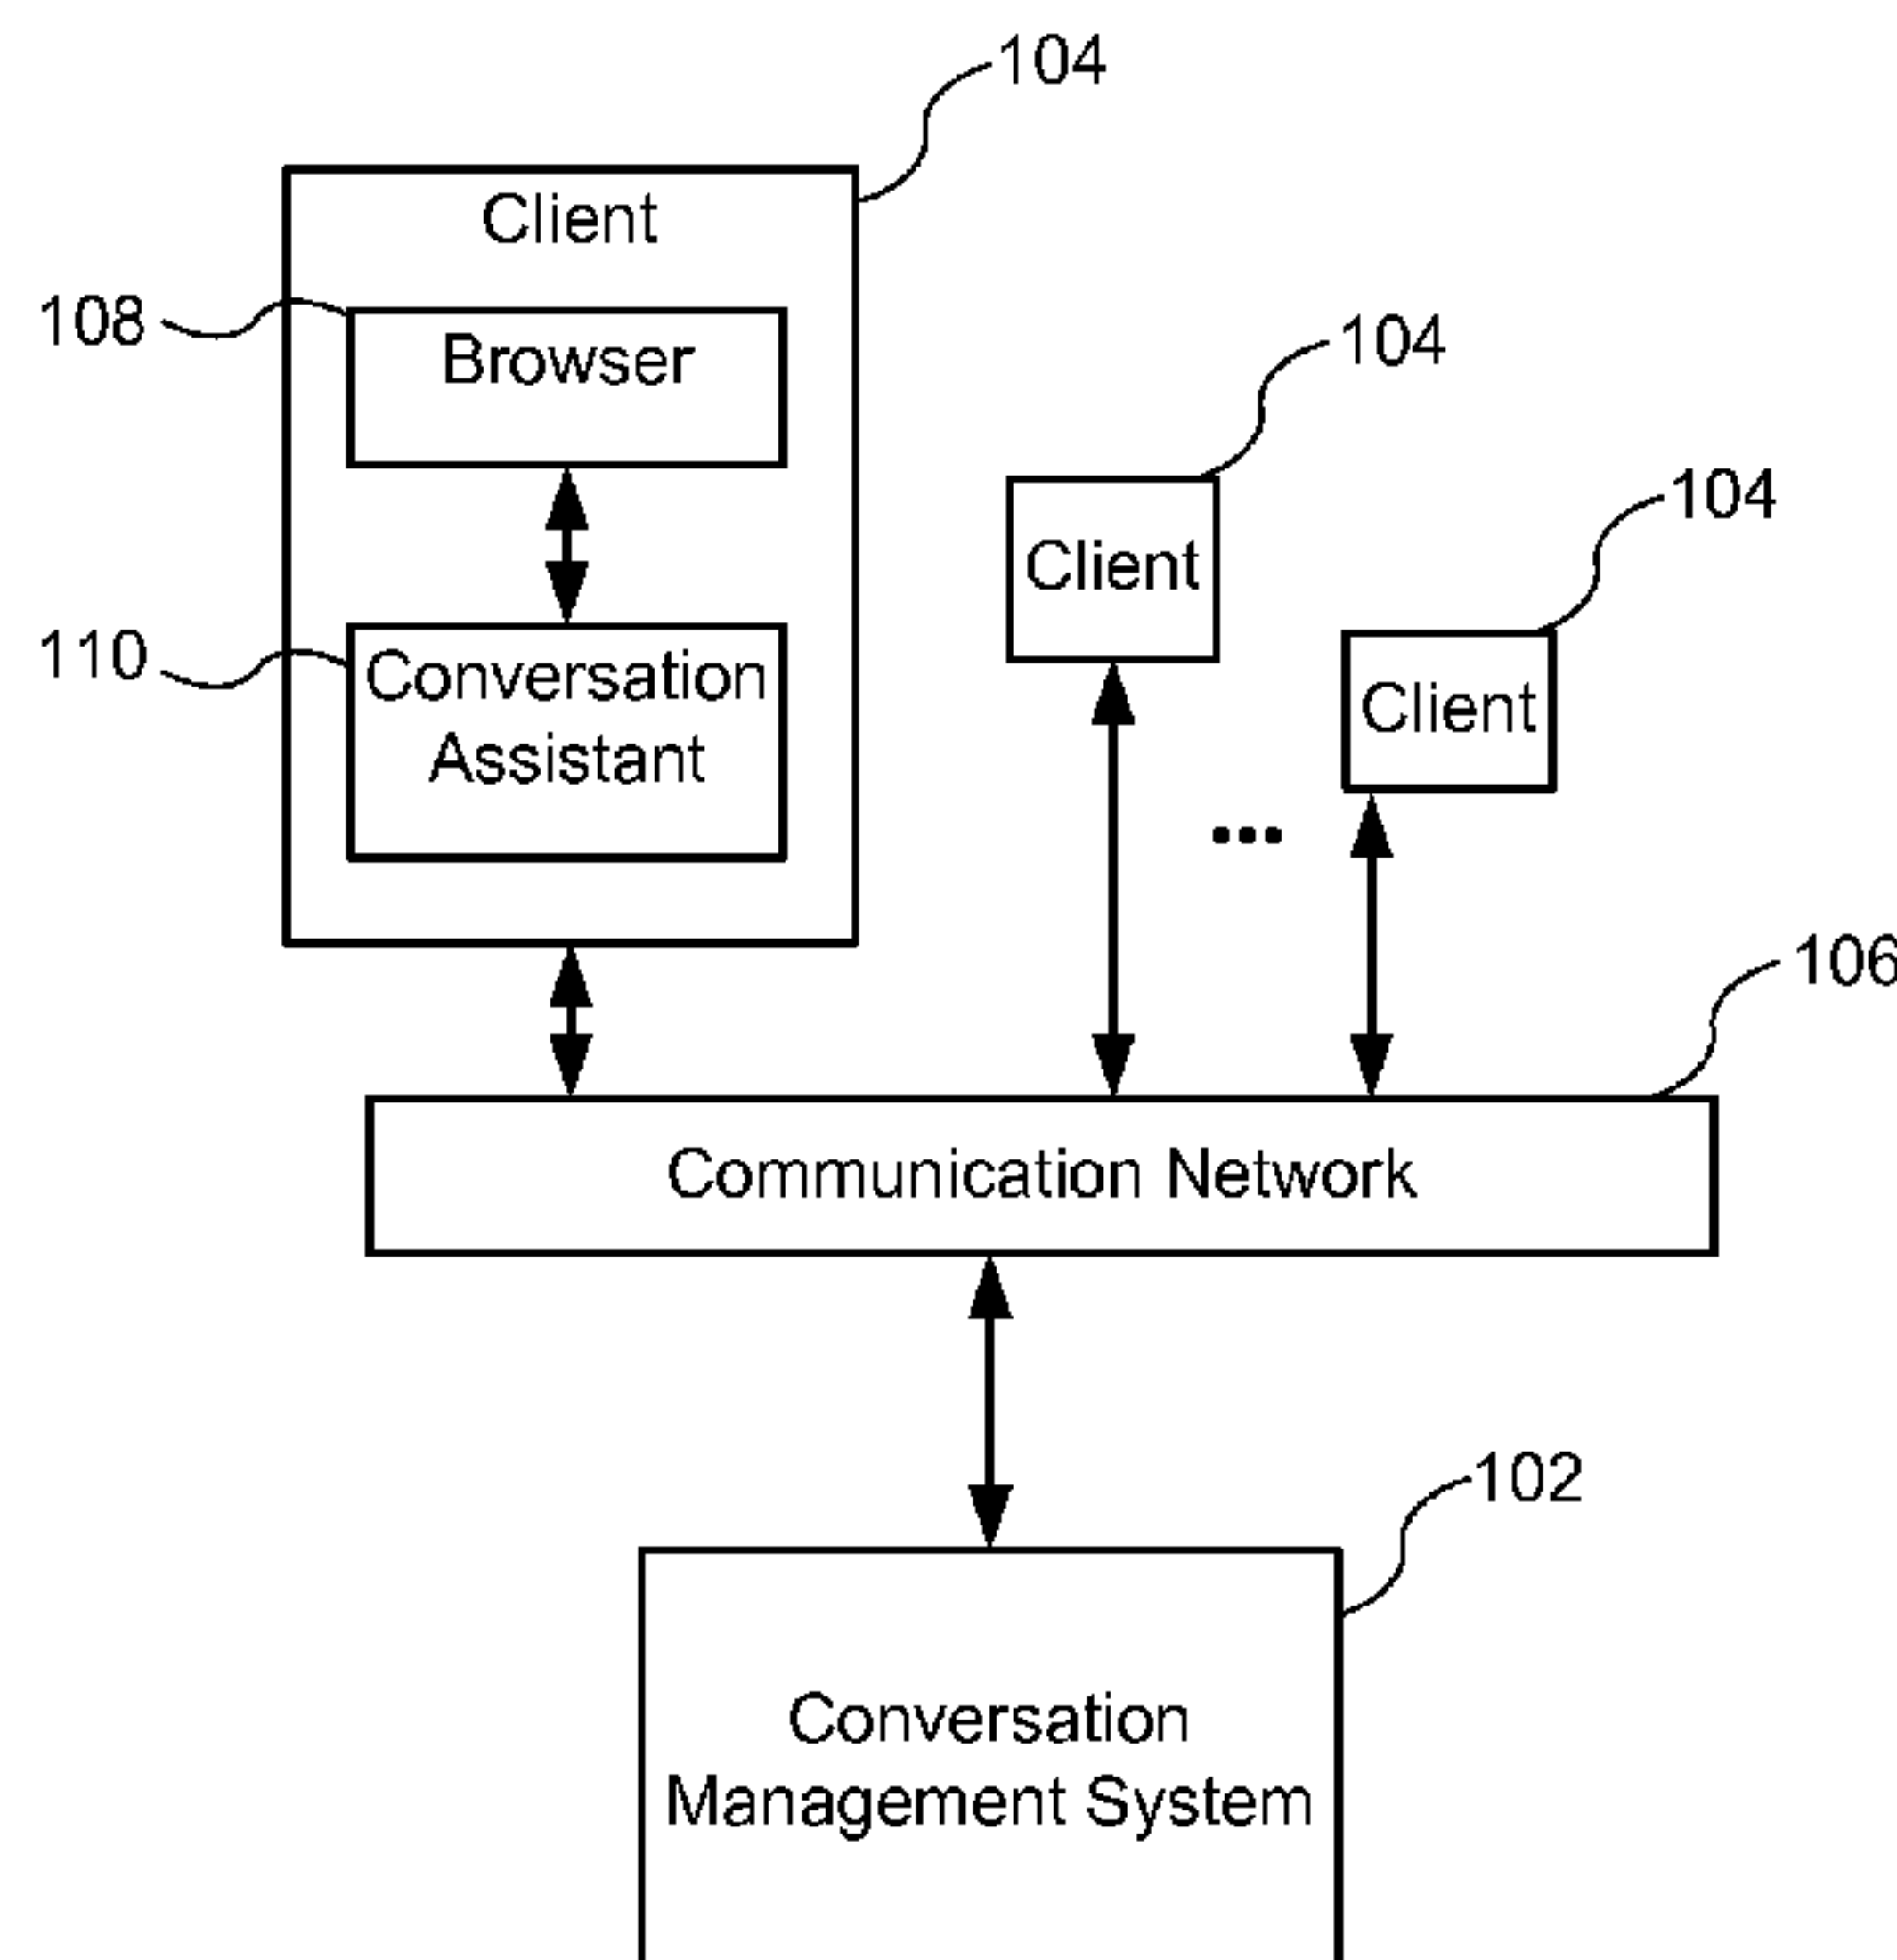 104
Client
108
Browser
104
104
Client
110
Conversation
Assistant
Client
...
106
Communication Network
102
Conversation
Management System